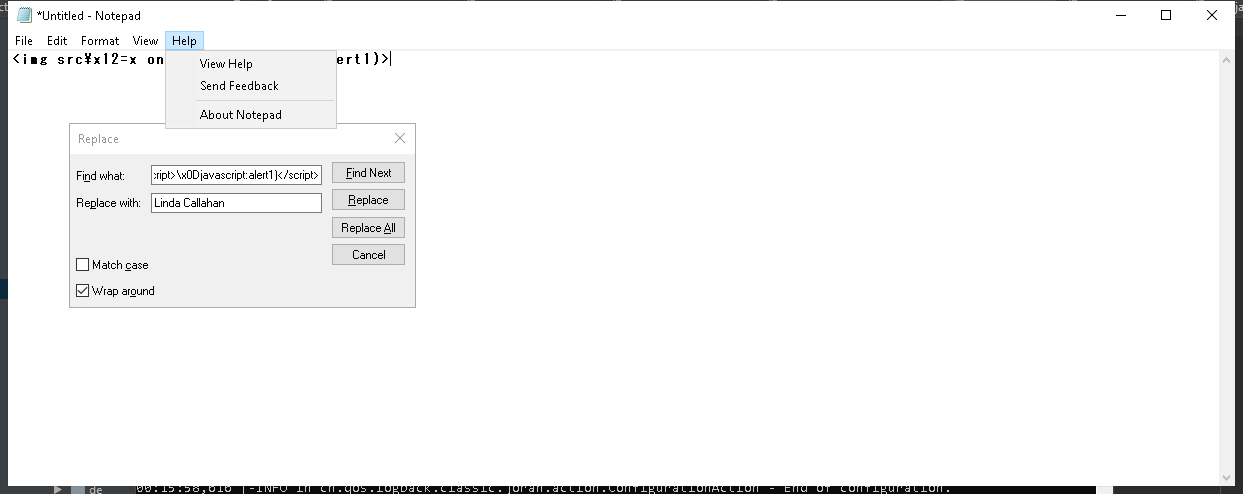 *Untitled - Notepad
File Edit Format View Help
<img src¥x12=x on ert1)>
View Help
Send Feedback
About Notepad
Replace
Find what: ript>\x0Djavascript:alert1)</script> Find Next
Replace with: Linda Callahan Replace
Replace All
Cancel
Match case
Wrap around
de 00:15:58,616 |-INFO in ch.qos.logback.classic.joran.action.ConfigurationAction - End of configuration.